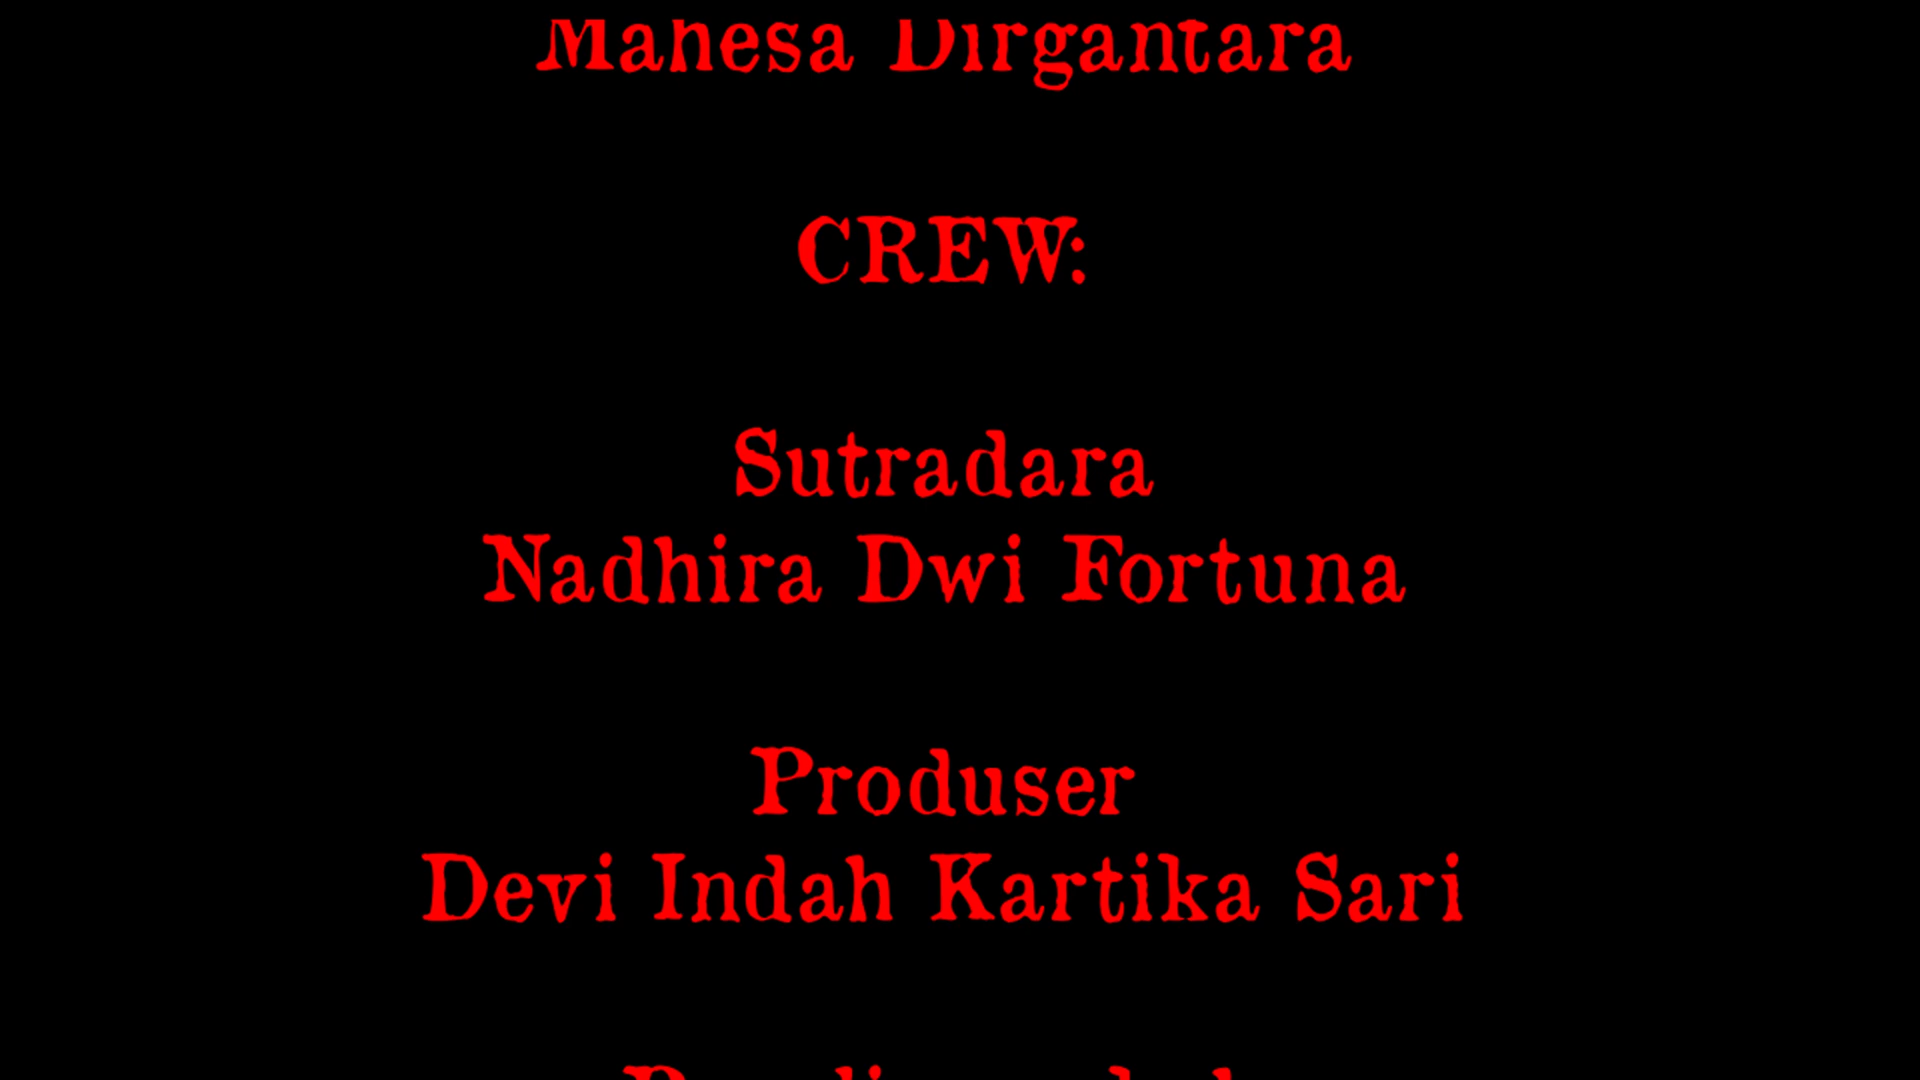 Mahesa Dirgantara
CREW:
Sutradara
Nadhira Dwi Fortuna
Produser
Devi Indah Kartika Sari